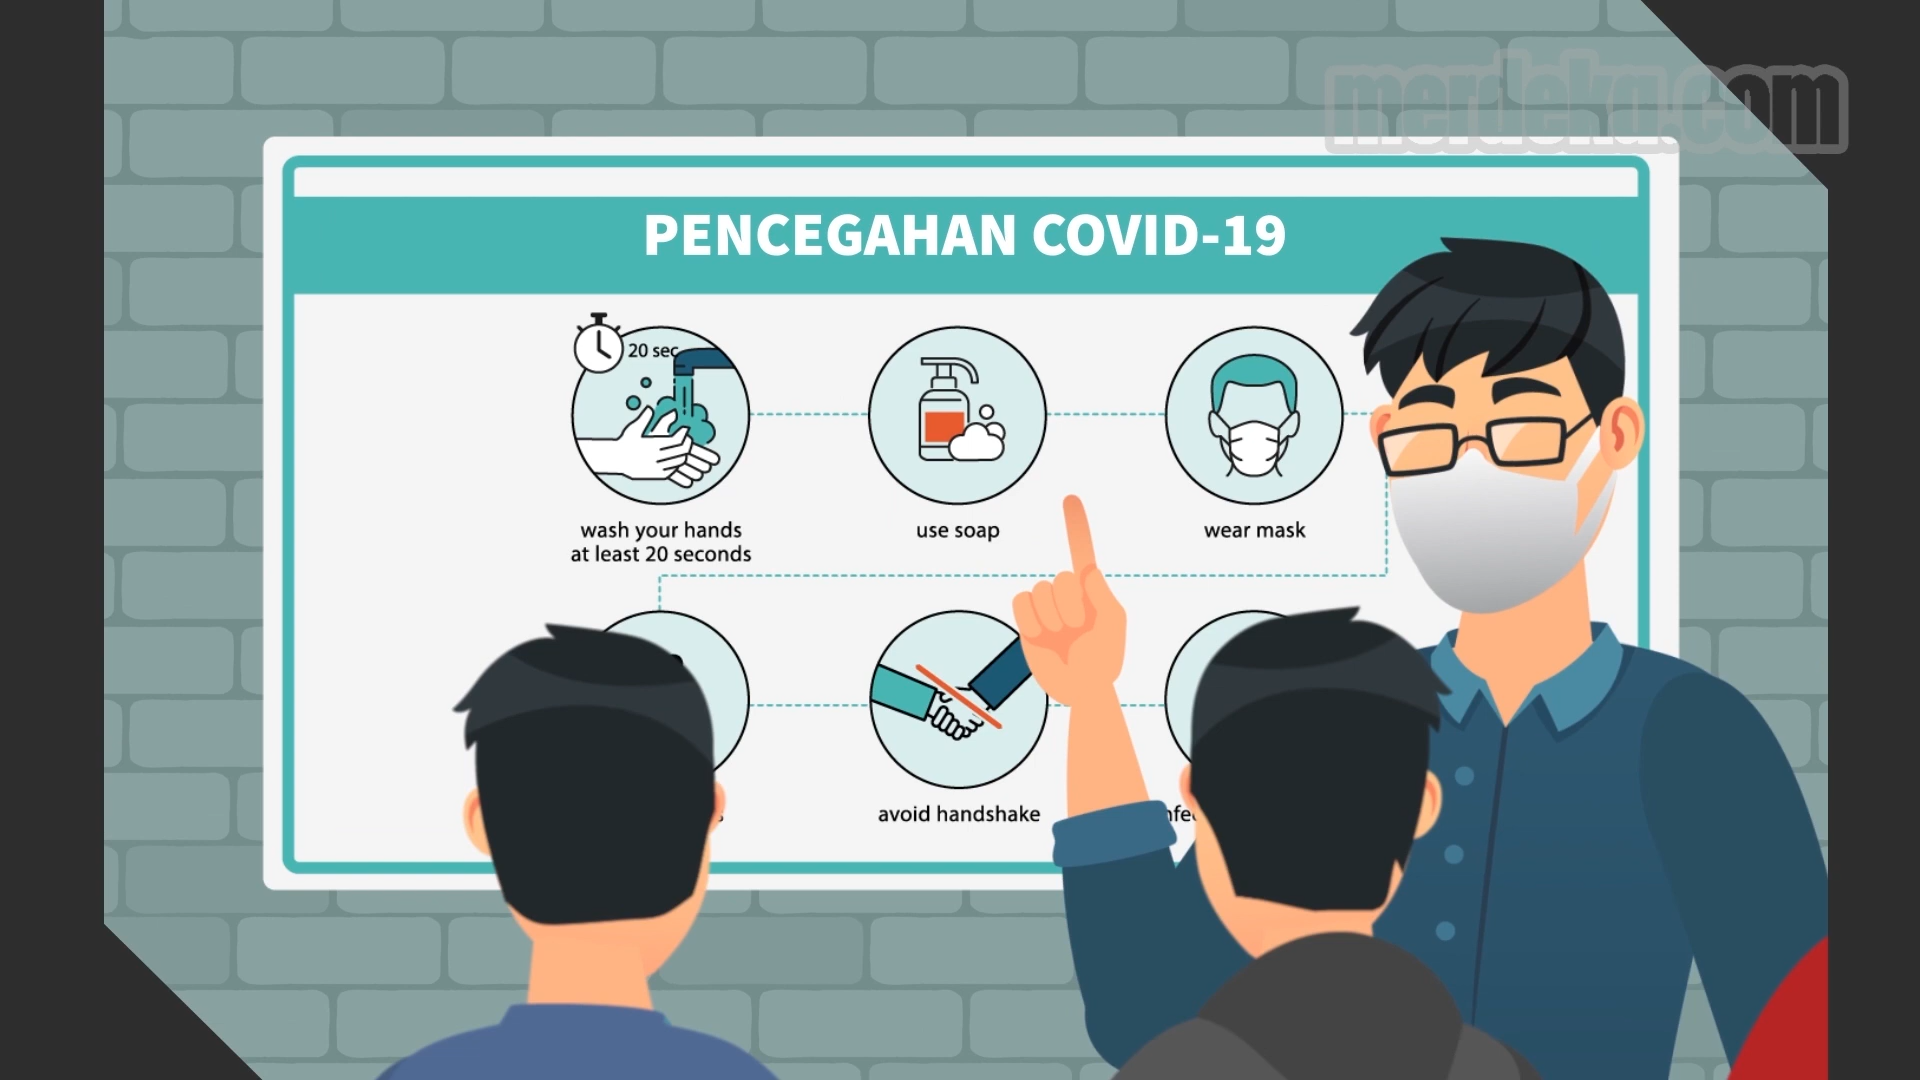 merdeka.com
PENCEGAHAN COVID-19
20 sec
wash your hands
at least 20 seconds
use soap
wear mask
avoid handshake